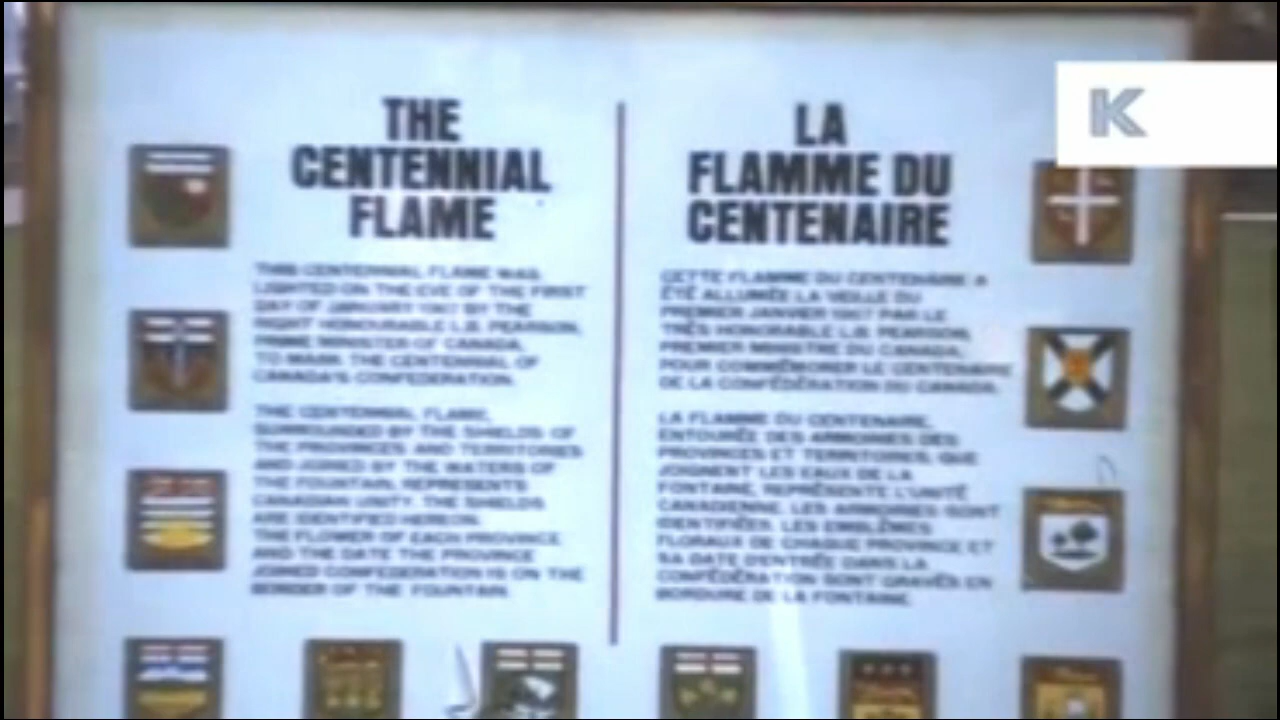 THE
CENTENNIAL
FLAME
THIS CENTENNIAL FLAME WAS
LIGHTED ON THE EVE OF THE FIRST
DAY OF JANUARY 1967 BY THE
RIGHT HONOURABLE L.B. PEARSON,
PRIME MINISTER OF CANADA,
TO MARK THE CENTENNIAL OF
CANADA'S CONFEDERATION.
THE CENTENNIAL FLAME,
SURROUNDED BY THE SHIELDS OF
THE PROVINCES AND TERRITORIES
AND JOINED BY THE WATERS OF
THE FOUNTAIN, REPRESENTS
CANADIAN UNITY. THE SHIELDS
ARE IDENTIFIED HEREON.
THE FLOWER OF EACH PROVINCE
AND THE DATE THE PROVINCE
JOINED CONFEDERATION IS ON THE
BORDER OF THE FOUNTAIN.
LA
FLAMME DU
CENTENAIRE
CETTE FLAMME DU CENTENAIRE A
ÉTÉ ALLUMÉE LA VEILLE DU
PREMIER JANVIER 1967 PAR LE
TRÈS HONORABLE L.B. PEARSON,
PREMIER MINISTRE DU CANADA,
POUR COMMÉMORER LE CENTENAIRE
DE LA CONFÉDÉRATION DU CANADA.
LA FLAMME DU CENTENAIRE,
ENTOURÉE DES ARMOIRIES DES
PROVINCES ET TERRITOIRES, QUE
JOIGNENT LES EAUX DE LA
FONTAINE, REPRÉSENTE L'UNITÉ
CANADIENNE. LES ARMOIRIES SONT
IDENTIFIÉES. LES EMBLÊMES
FLORAUX DE CHAQUE PROVINCE ET
SA DATE D'ENTRÉE DANS LA
CONFÉDÉRATION SONT GRAVÉS EN
BORDURE DE LA FONTAINE.
K